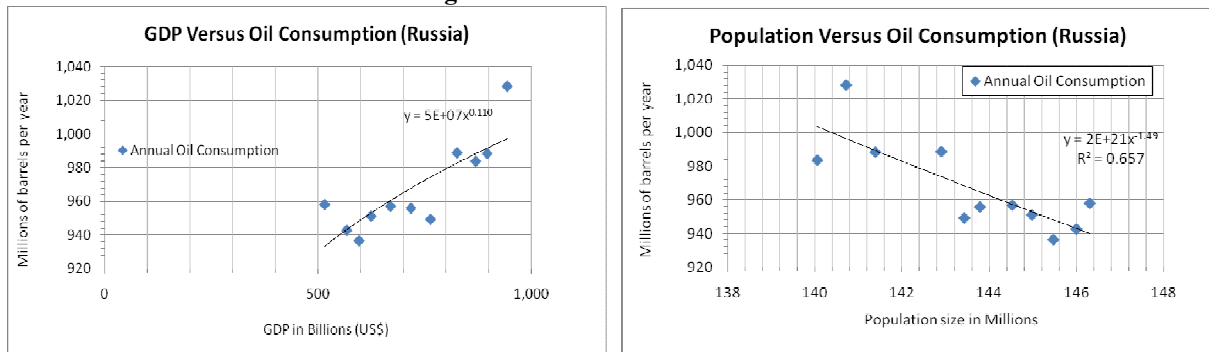 g
GDP Versus Oil Consumption (Russia)
Millions of barrels per year
1,040
1,020
1,000
980
960
940
920
y = 5E+07x^0.110
Annual Oil Consumption
0
500
1,000
GDP in Billions (US$)
Population Versus Oil Consumption (Russia)
Millions of barrels per year
1,040
1,020
1,000
980
960
940
920
Annual Oil Consumption
y = 2E+21x^-1.49
R² = 0.657
138
140
142
144
146
148
Population size in Millions